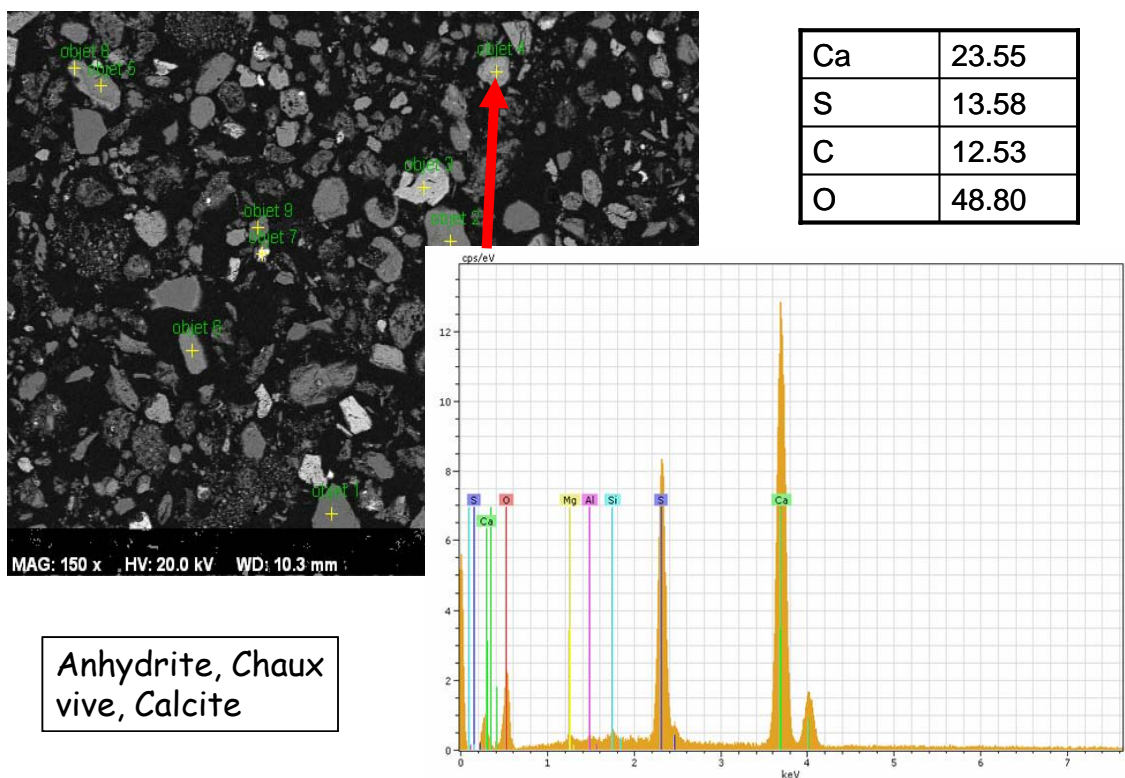 objet 8
objet 5
objet 4
objet 3
objet 9
objet 2
objet 7
objet 6
objet 1
MAG: 150 x HV: 20.0 kV WD: 10.3 mm
Ca 23.55
S 13.58
C 12.53
O 48.80
cps/eV
12
10
8
6
4
2
0
S O Mg Al Si S Ca
Ca
0 1 2 3 4 5 6 7
keV
Anhydrite, Chaux
vive, Calcite